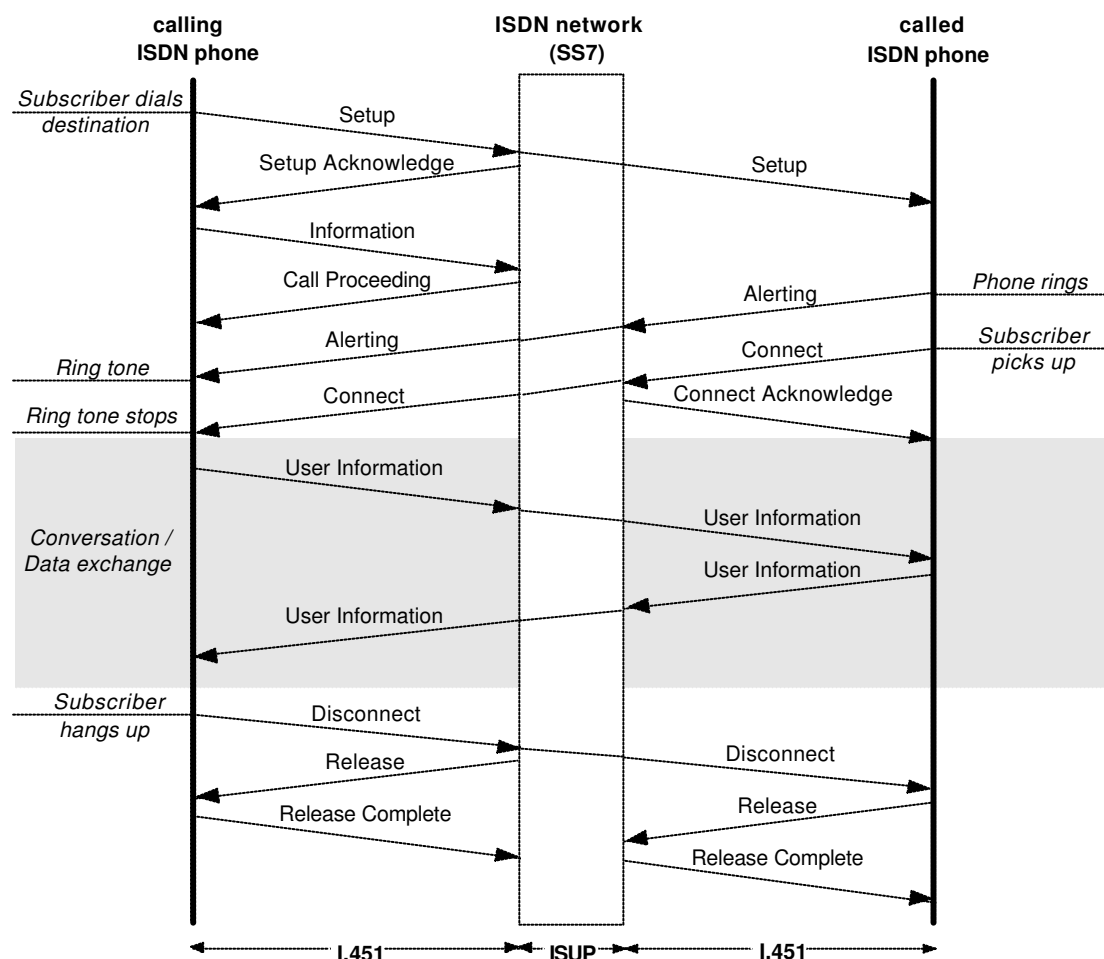 calling
ISDN phone
ISDN network
(SS7)
called
ISDN phone
Subscriber dials
destination
Setup
Setup Acknowledge
Setup
Information
Call Proceeding
Phone rings
Alerting
Alerting
Subscriber
picks up
Connect
Ring tone
Connect
Connect Acknowledge
Ring tone stops
User Information
User Information
Conversation /
Data exchange
User Information
User Information
Subscriber
hangs up
Disconnect
Disconnect
Release
Release
Release Complete
Release Complete
I.451
ISUP
I.451